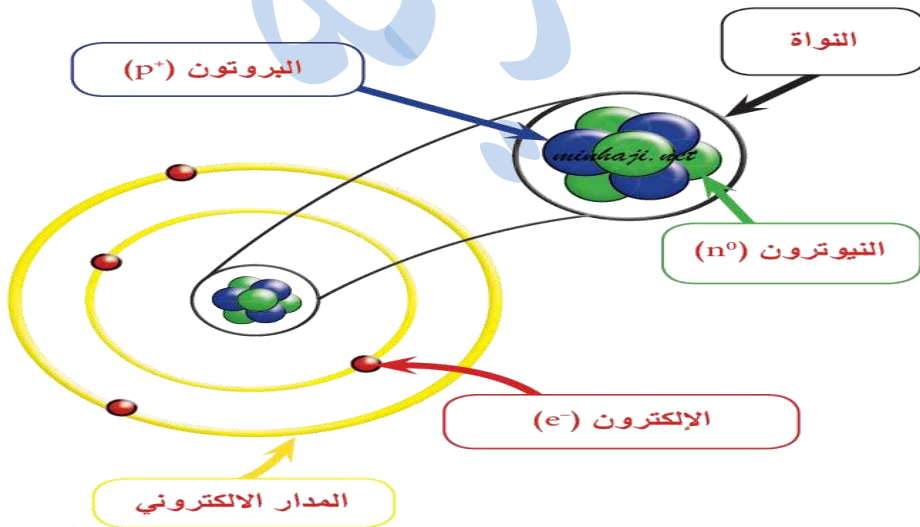 النواة
البروتون (p⁺)
minhaji.net
النيوترون (n⁰)
الإلكترون (e⁻)
المدار الالكتروني